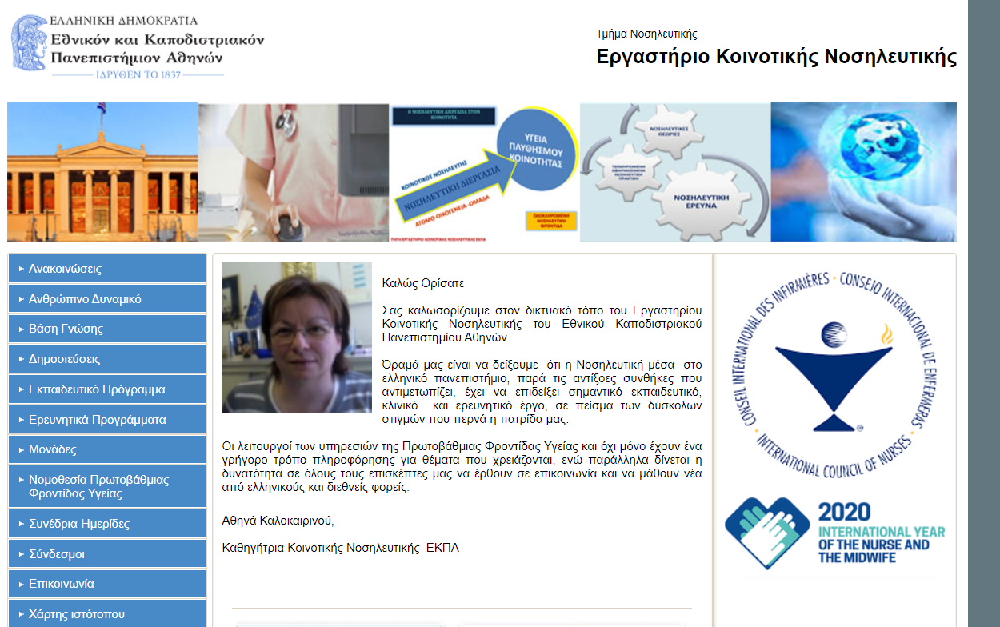 ΕΛΛΗΝΙΚΗ ΔΗΜΟΚΡΑΤΙΑ
Εθνικόν και Καποδιστριακόν
Πανεπιστήμιον Αθηνών
ΙΔΡΥΘΕΝ ΤΟ 1837
Τμήμα Νοσηλευτικής
Εργαστήριο Κοινοτικής Νοσηλευτικής
Η ΝΟΣΗΛΕΥΤΙΚΗ ΔΙΕΡΓΑΣΙΑ ΣΤΗΝ
ΚΟΙΝΟΤΗΤΑ
ΥΓΕΙΑ
ΠΛΥΘΗΣΜΟΥ
ΚΟΙΝΟΤΗΤΑΣ
ΚΟΙΝΟΤΙΚΟΣ ΝΟΣΗΛΕΥΤΗΣ
ΝΟΣΗΛΕΥΤΙΚΗ ΔΙΕΡΓΑΣΙΑ
ΑΤΟΜΟ-ΟΙΚΟΓΕΝΕΙΑ -ΟΜΑΔΑ
ΟΛΟΚΛΗΡΩΜΕΝΗ
ΝΟΣΗΛΕΥΤΙΚΗ
ΦΡΟΝΤΙΔΑ
ΝΟΣΗΛΕΥΤΙΚΕΣ
ΘΕΩΡΙΕΣ
ΝΟΣΗΛΕΥΤΙΚΗ
ΠΡΑΚΤΙΚΗ
ΝΟΣΗΛΕΥΤΙΚΗ
ΕΡΕΥΝΑ
Ανακοινώσεις
Ανθρώπινο Δυναμικό
Βάση Γνώσης
Δημοσιεύσεις
Εκπαιδευτικό Πρόγραμμα
Ερευνητικά Προγράμματα
Μονάδες
Νομοθεσία Πρωτοβάθμιας
Φροντίδας Υγείας
Συνέδρια-Ημερίδες
Σύνδεσμοι
Επικοινωνία
Χάρτης ιστότοπου
Καλώς Ορίσατε
Σας καλωσορίζουμε στον δικτυακό τόπο του Εργαστηρίου
Κοινοτικής Νοσηλευτικής του Εθνικού Καποδιστριακού
Πανεπιστημίου Αθηνών.
Όραμά μας είναι να δείξουμε ότι η Νοσηλευτική μέσα στο
ελληνικό πανεπιστήμιο, παρά τις αντίξοες συνθήκες που
αντιμετωπίζει, έχει να επιδείξει σημαντικό εκπαιδευτικό,
κλινικό και ερευνητικό έργο, σε πείσμα των δύσκολων
στιγμών που περνά η πατρίδα μας.
Οι λειτουργοί των υπηρεσιών της Πρωτοβάθμιας Φροντίδας Υγείας και όχι μόνο έχουν ένα
γρήγορο τρόπο πληροφόρησης για θέματα που χρειάζονται, ενώ παράλληλα δίνεται η
δυνατότητα σε όλους τους επισκέπτες μας να έρθουν σε επικοινωνία και να μάθουν νέα
από ελληνικούς και διεθνείς φορείς.
Αθηνά Καλοκαιρινού,
Καθηγήτρια Κοινοτικής Νοσηλευτικής ΕΚΠΑ
CONSEIL INTERNATIONAL DES INFIRMIÈRES • CONSEJO INTERNACIONAL DE ENFERMERAS
• INTERNATIONAL COUNCIL OF NURSES •
®
2020
INTERNATIONAL YEAR
OF THE NURSE AND
THE MIDWIFE